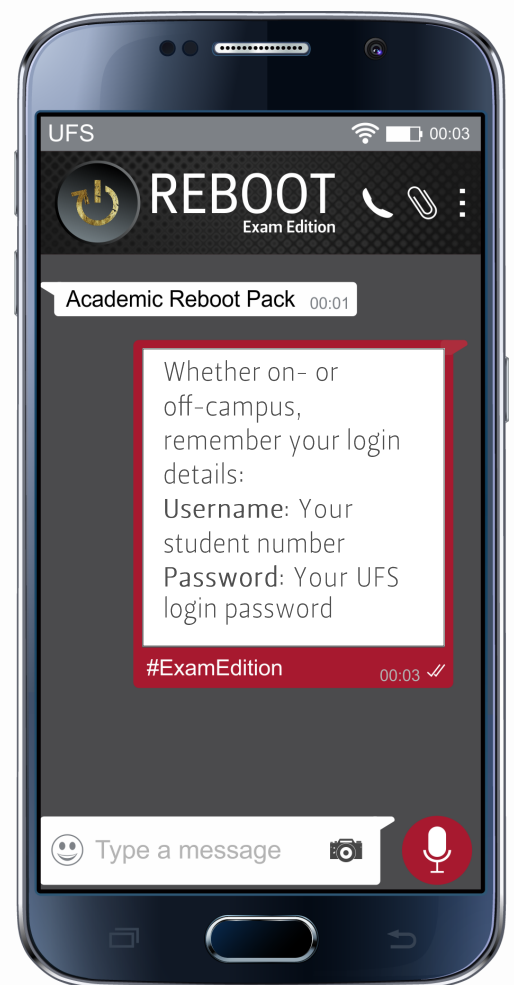 UFS 00:03
REBOOT
Exam Edition
Academic Reboot Pack 00:01
Whether on- or
off-campus,
remember your login
details:
Username: Your
student number
Password: Your UFS
login password
#ExamEdition 00:03
Type a message